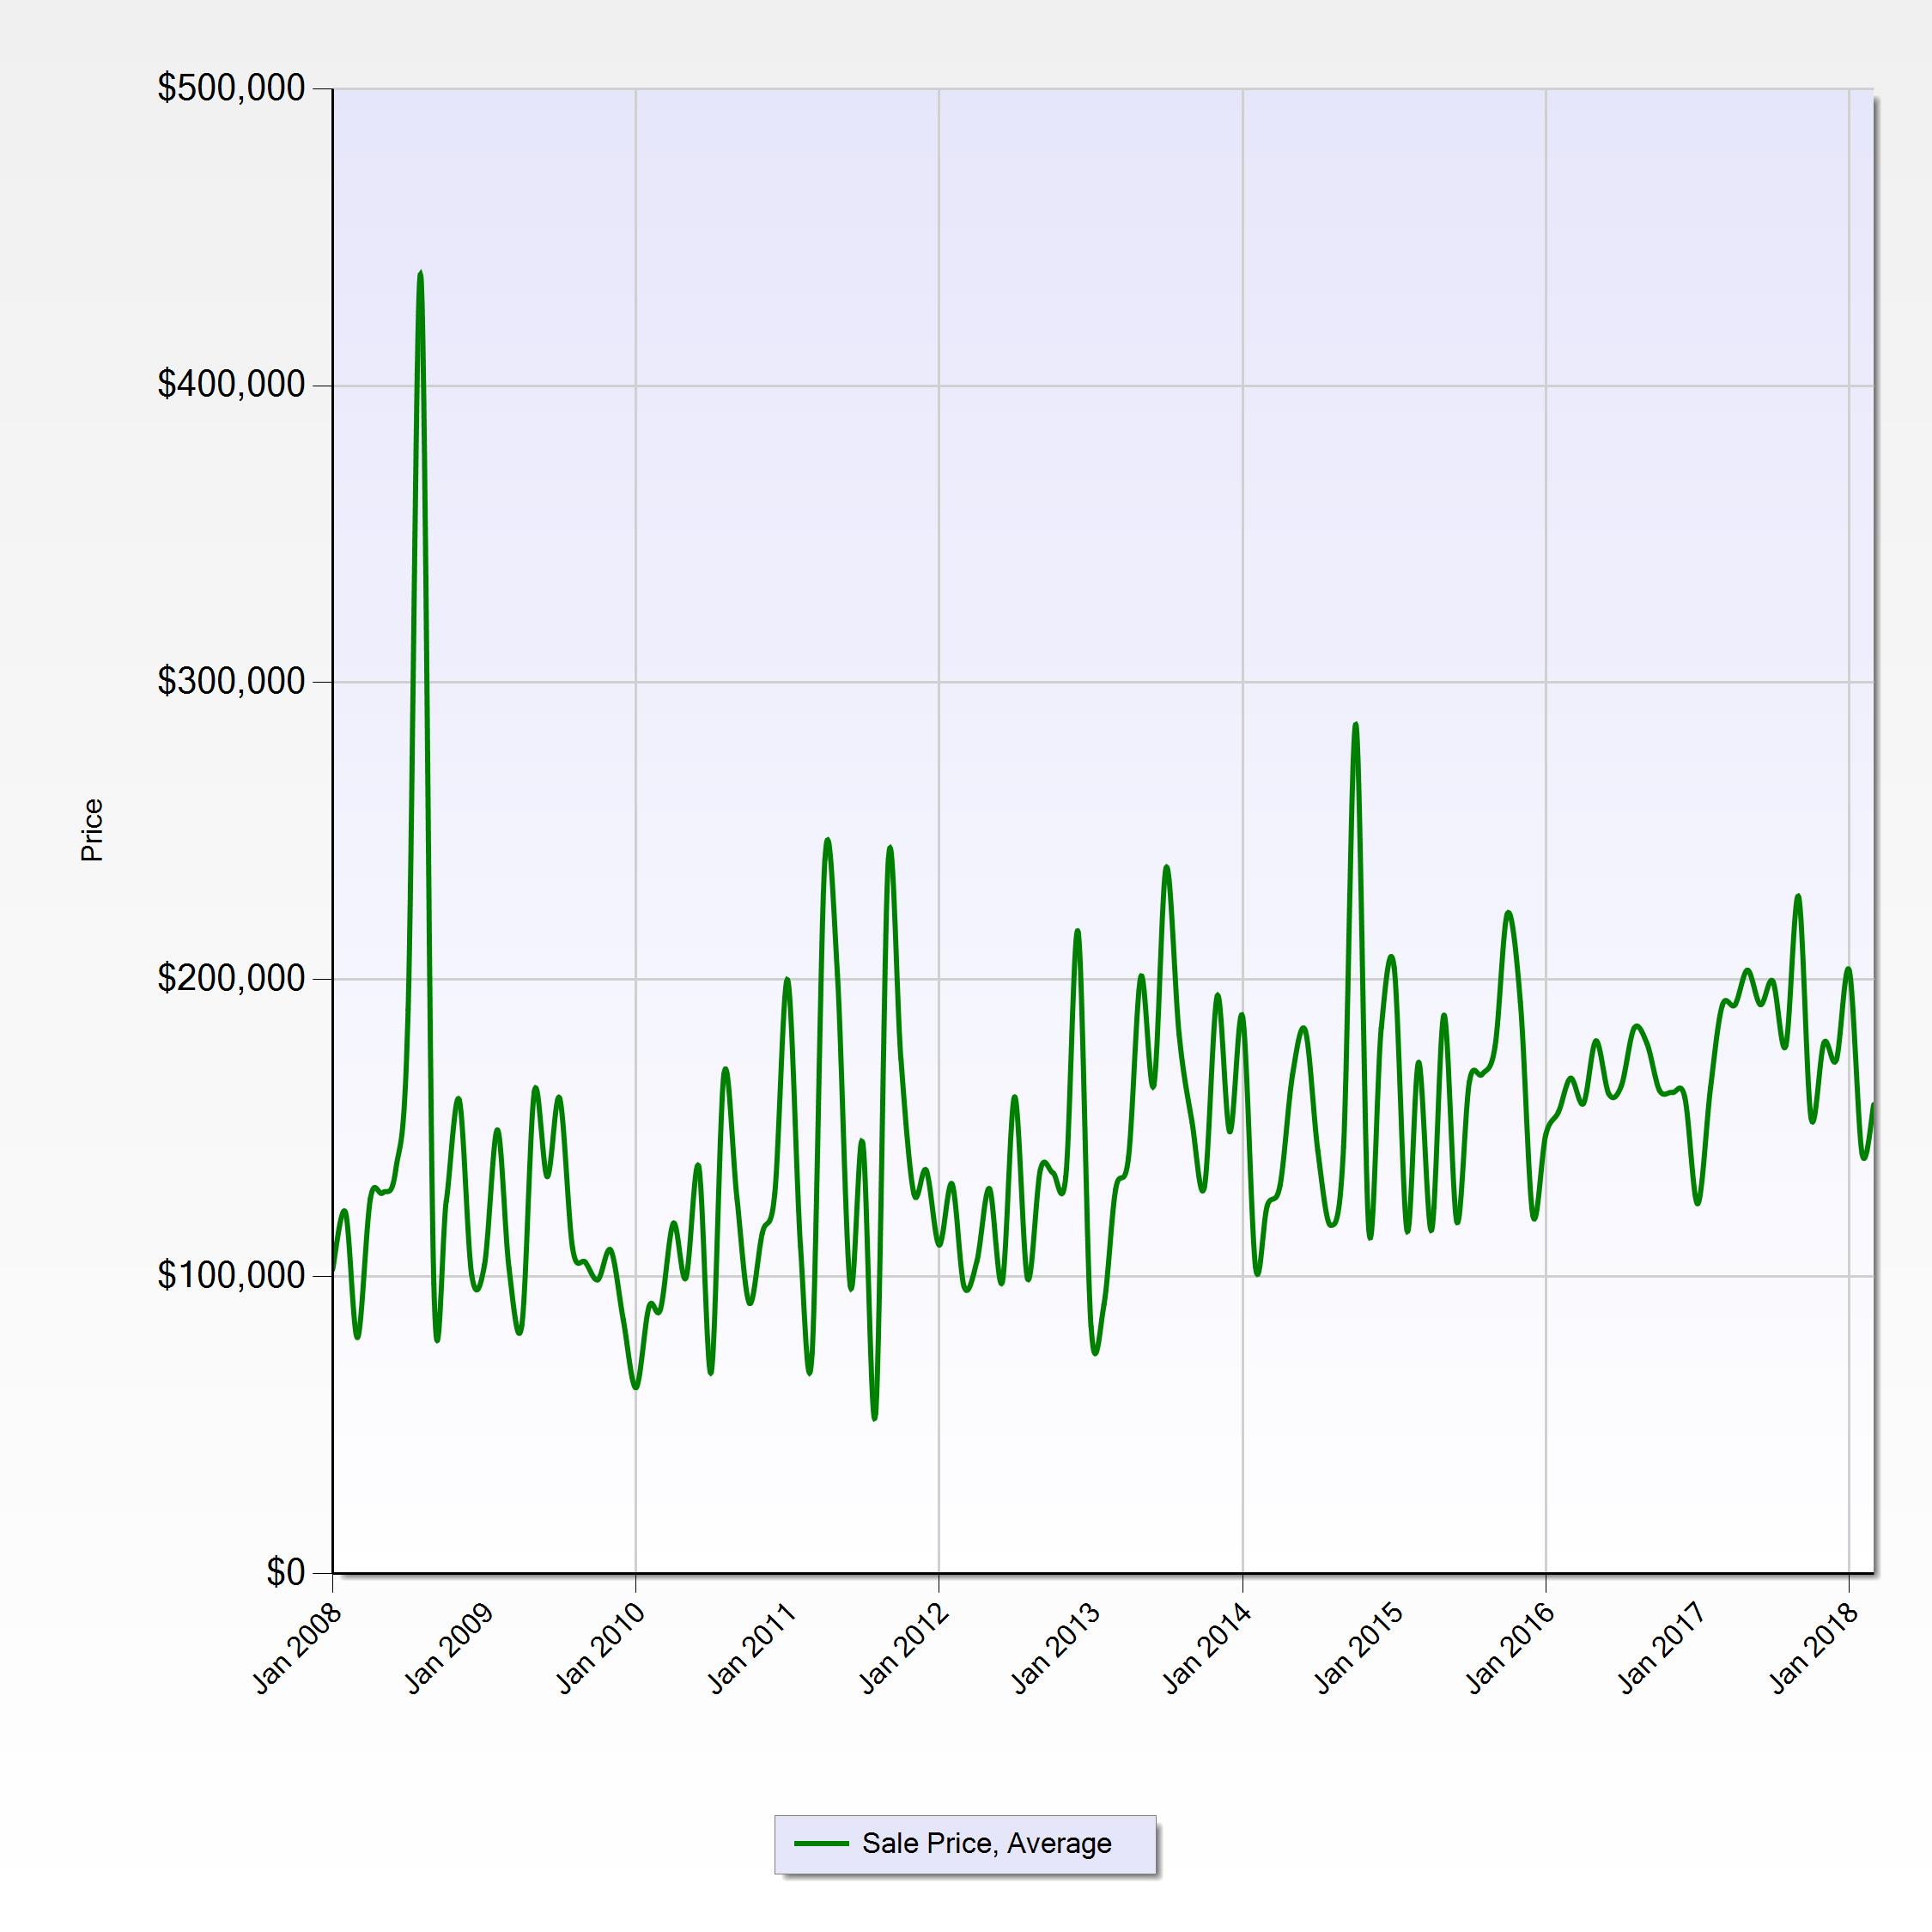 $500,000
$400,000
$300,000
$200,000
$100,000
$0
Price
Jan 2008
Jan 2009
Jan 2010
Jan 2011
Jan 2012
Jan 2013
Jan 2014
Jan 2015
Jan 2016
Jan 2017
Jan 2018
Sale Price, Average